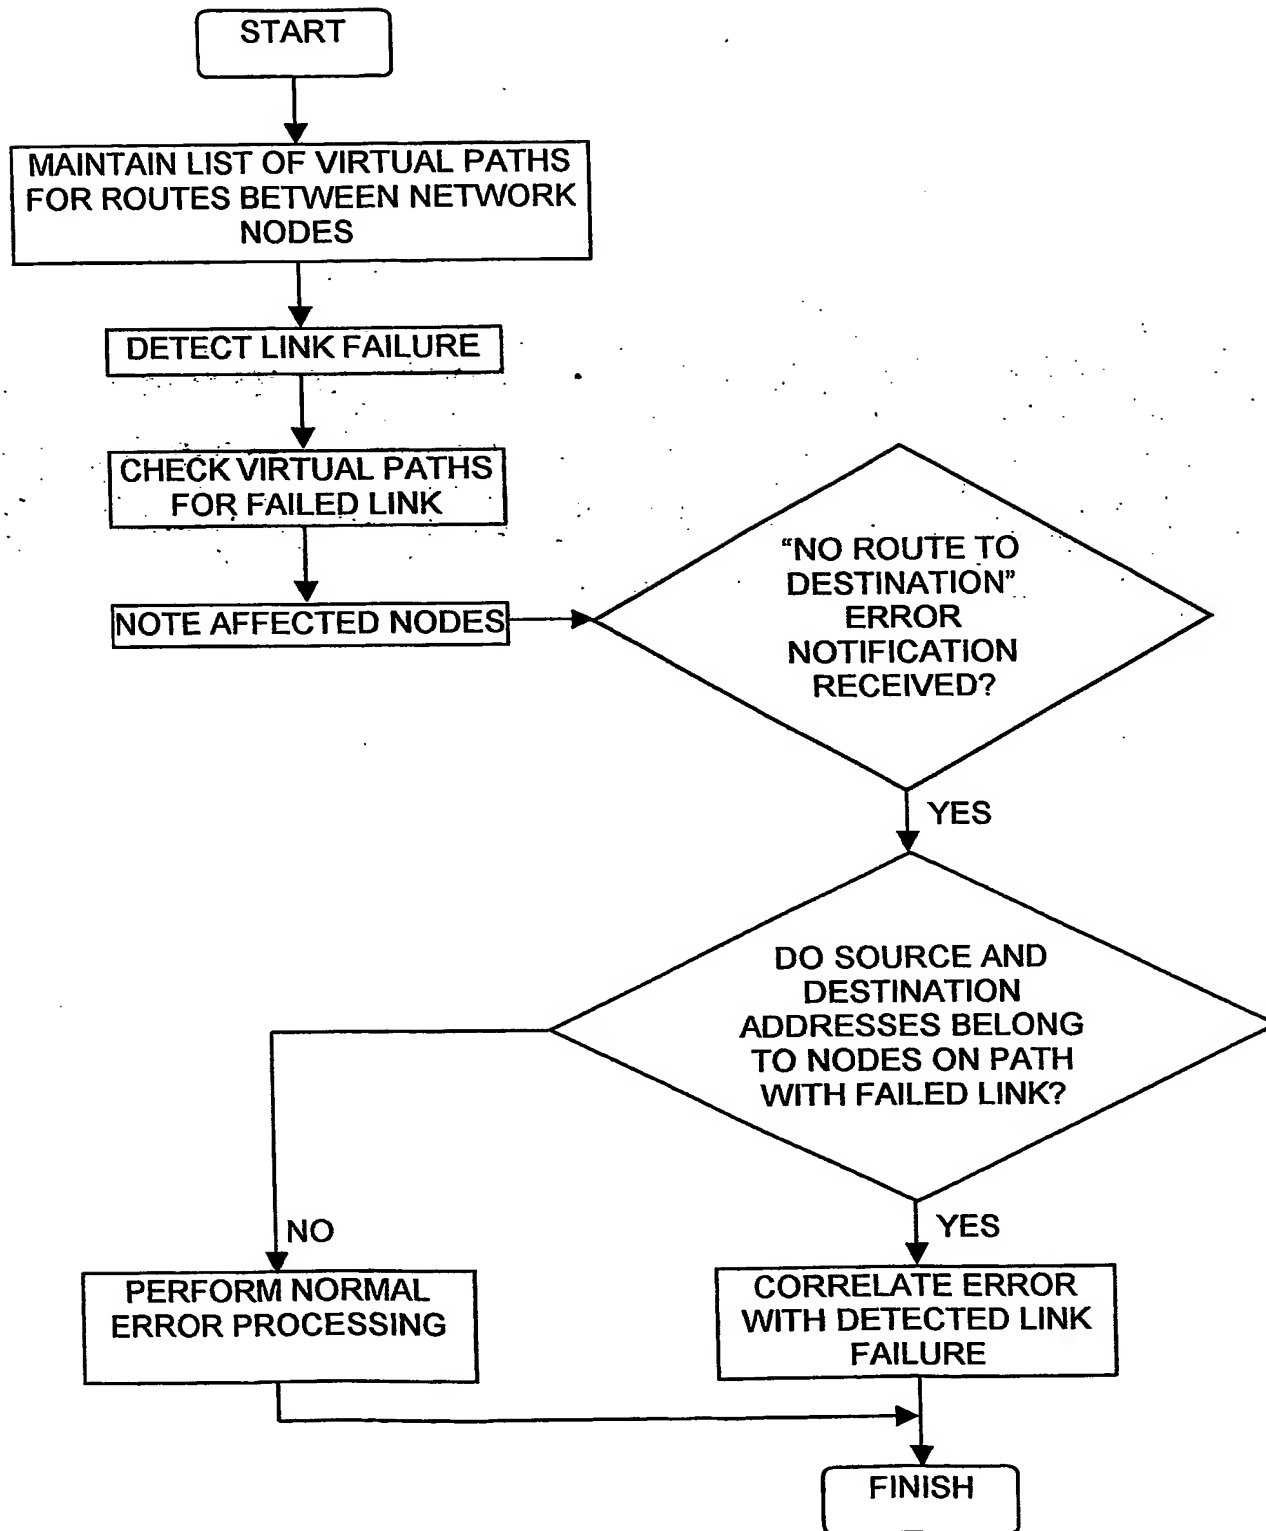 START
MAINTAIN LIST OF VIRTUAL PATHS
FOR ROUTES BETWEEN NETWORK
NODES
DETECT LINK FAILURE
CHECK VIRTUAL PATHS
FOR FAILED LINK
NOTE AFFECTED NODES
“NO ROUTE TO
DESTINATION”
ERROR
NOTIFICATION
RECEIVED?
YES
DO SOURCE AND
DESTINATION
ADDRESSES BELONG
TO NODES ON PATH
WITH FAILED LINK?
NO
YES
PERFORM NORMAL
ERROR PROCESSING
CORRELATE ERROR
WITH DETECTED LINK
FAILURE
FINISH